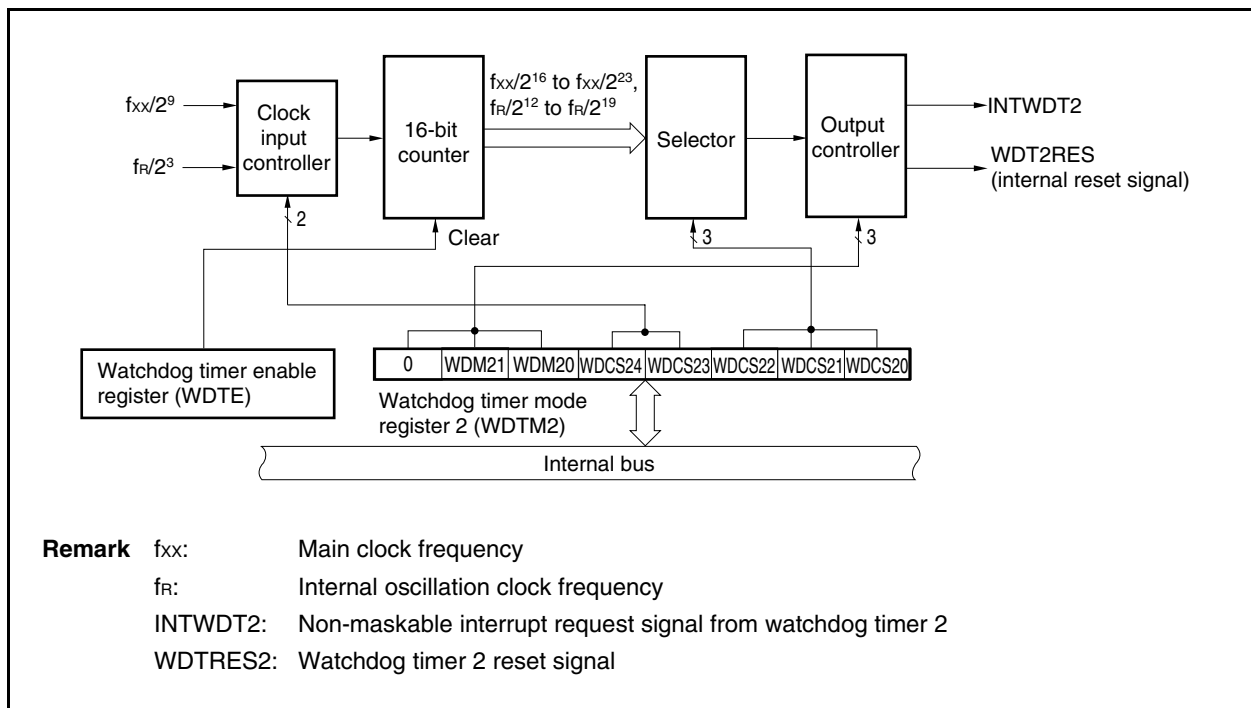 fxx/2⁹
fR/2³
Clock
input
controller
2
16-bit
counter
Clear
fxx/2¹⁶ to fxx/2²³,
fR/2¹² to fR/2¹⁹
Selector
3
Output
controller
3
INTWDT2
WDT2RES
(internal reset signal)
Watchdog timer enable
register (WDTE)
0 WDM21 WDM20 WDCS24 WDCS23 WDCS22 WDCS21 WDCS20
Watchdog timer mode
register 2 (WDTM2)
Internal bus
Remark fxx: Main clock frequency
fR: Internal oscillation clock frequency
INTWDT2: Non-maskable interrupt request signal from watchdog timer 2
WDTRES2: Watchdog timer 2 reset signal